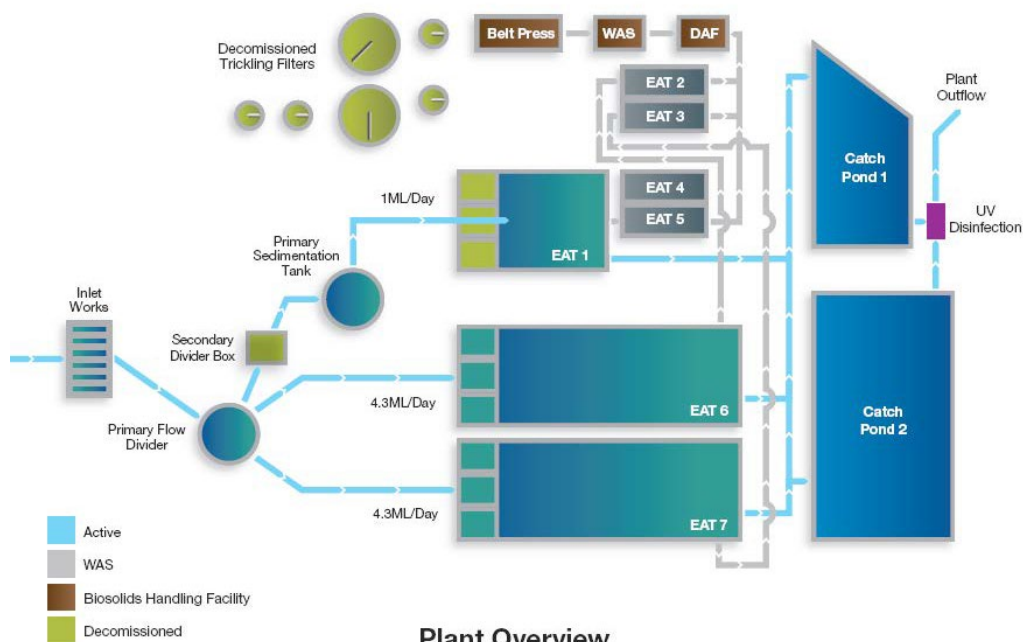 Decomissioned
Trickling Filters
Belt Press
WAS
DAF
EAT 2
EAT 3
EAT 4
EAT 5
Plant
Outflow
Catch
Pond 1
UV
Disinfection
1ML/Day
Primary
Sedimentation
Tank
EAT 1
Inlet
Works
Secondary
Divider Box
4.3ML/Day
EAT 6
Primary Flow
Divider
Catch
Pond 2
4.3ML/Day
EAT 7
Active
WAS
Biosolids Handling Facility
Decomissioned
Plant Overview